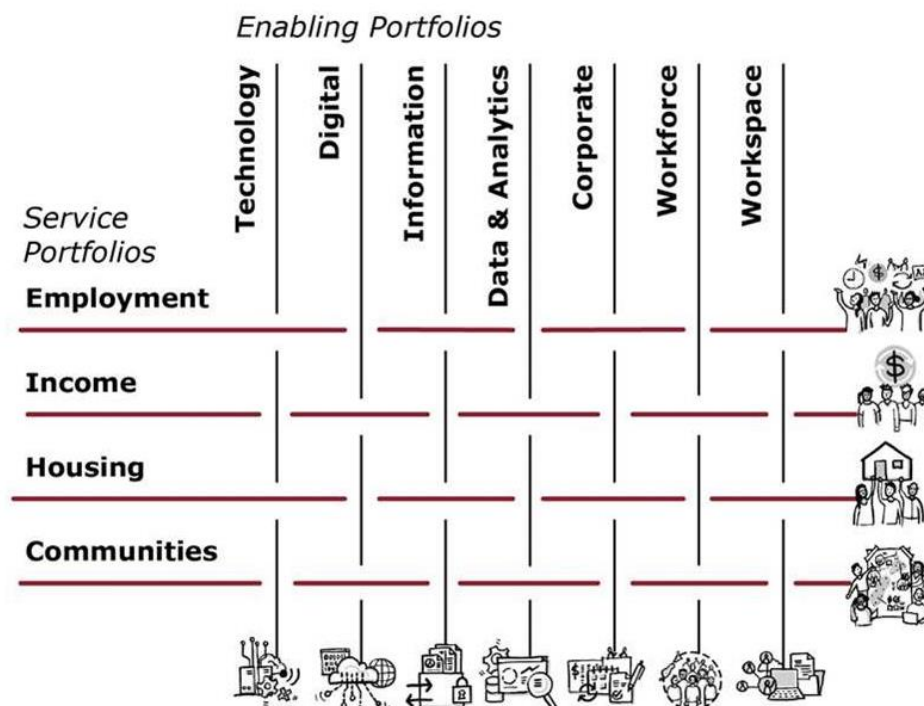 Enabling Portfolios
Technology
Digital
Information
Data & Analytics
Corporate
Workforce
Workspace
Service
Portfolios
Employment
Income
Housing
Communities
$
$
$